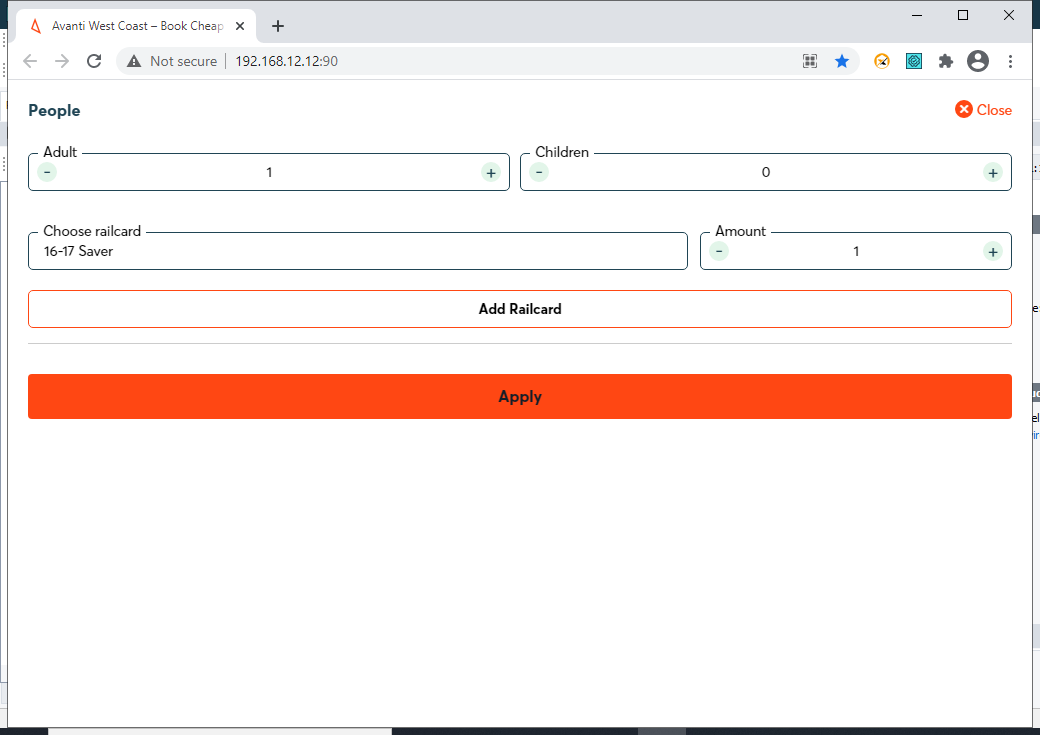 Avanti West Coast – Book Cheap
Not secure 192.168.12.12:90
People
Close
Adult Children
- 1 + - 0 +
Choose railcard Amount
16-17 Saver - 1 +
Add Railcard
Apply